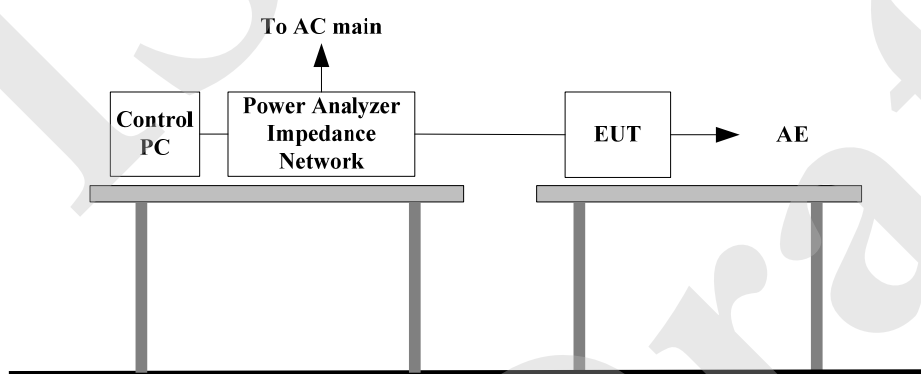 To AC main
Control
PC
Power Analyzer
Impedance
Network
EUT
AE